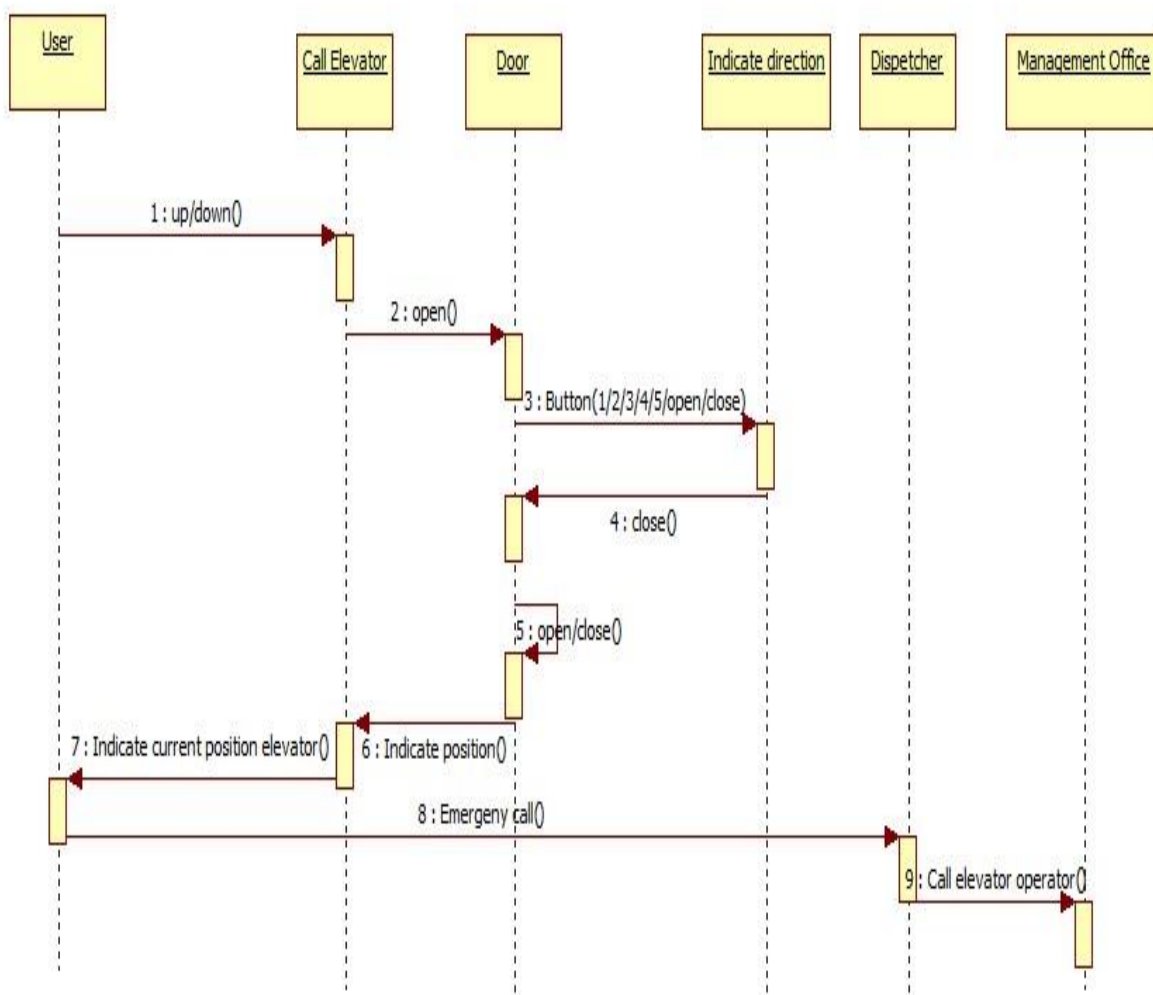 User
Call Elevator
Door
Indicate direction
Dispetcher
Management Office
1 : up/down()
2 : open()
3 : Button(1/2/3/4/5/open/close)
4 : close()
5 : open/close()
6 : Indicate position()
7 : Indicate current position elevator()
8 : Emergeny call()
9 : Call elevator operator()